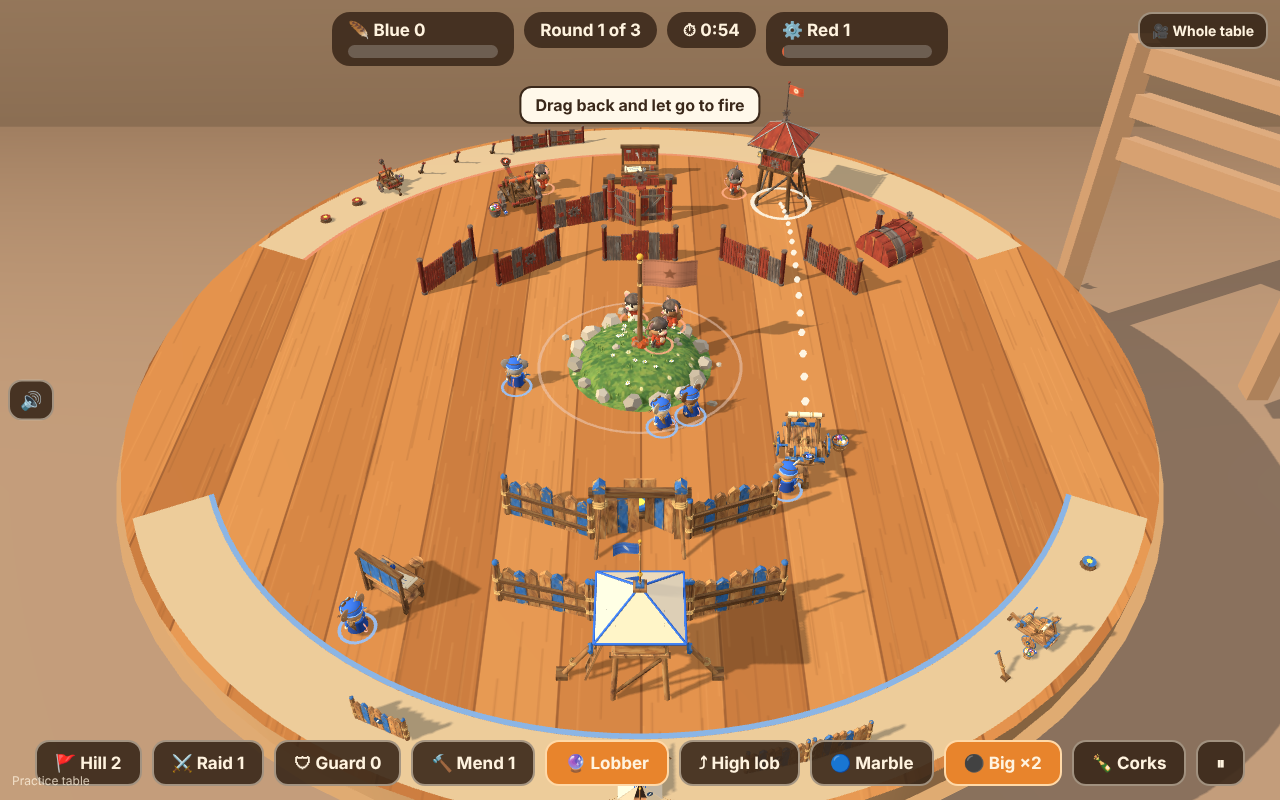 Blue 0
Round 1 of 3
0:54
Red 1
Whole table
Drag back and let go to fire
Hill 2
Raid 1
Guard 0
Mend 1
Lobber
High lob
Marble
Big ×2
Corks
Practice table